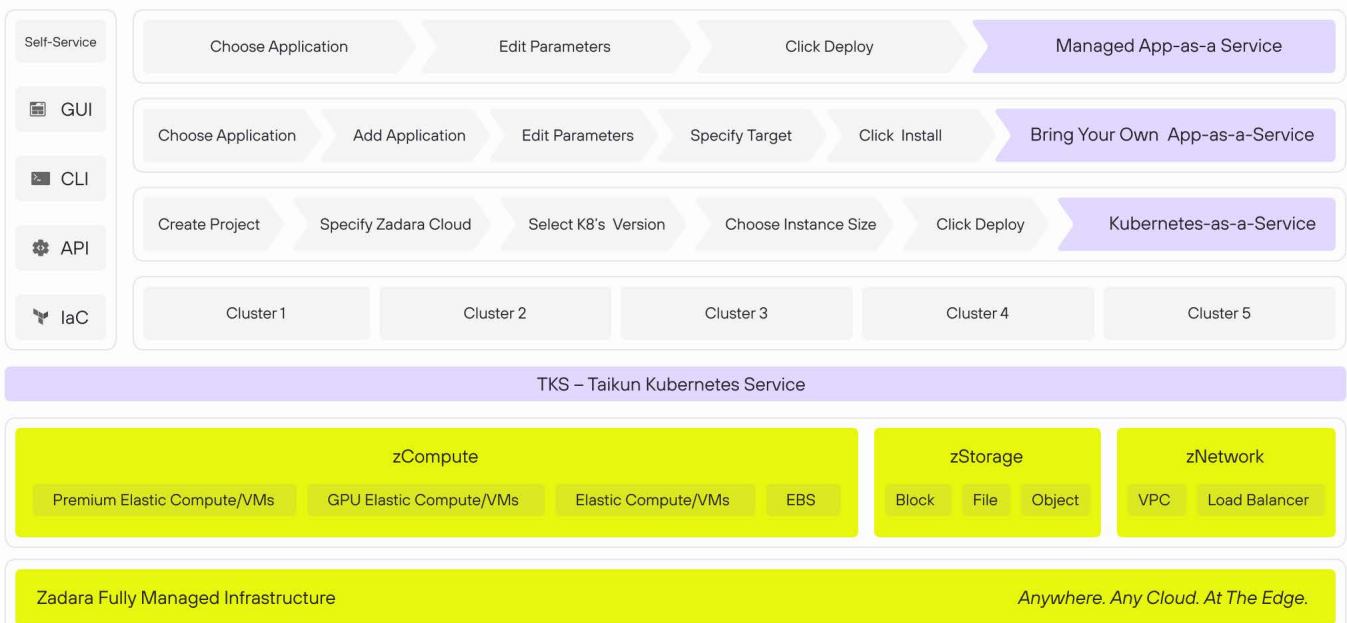 Self-Service
GUI
CLI
API
IaC
Choose Application
Edit Parameters
Click Deploy
Managed App-as-a Service
Choose Application
Add Application
Edit Parameters
Specify Target
Click Install
Bring Your Own App-as-a-Service
Create Project
Specify Zadara Cloud
Select K8's Version
Choose Instance Size
Click Deploy
Kubernetes-as-a-Service
Cluster 1
Cluster 2
Cluster 3
Cluster 4
Cluster 5
TKS – Taikun Kubernetes Service
zCompute
Premium Elastic Compute/VMs
GPU Elastic Compute/VMs
Elastic Compute/VMs
EBS
zStorage
Block
File
Object
zNetwork
VPC
Load Balancer
Zadara Fully Managed Infrastructure
Anywhere. Any Cloud. At The Edge.